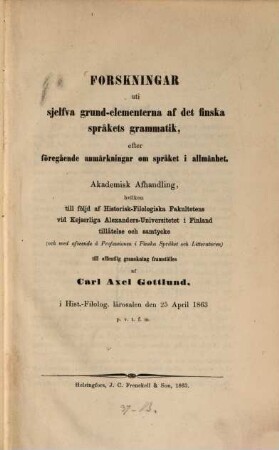 FORSKNINGAR
uti
sjelfva grund-elementerna af det finska
språkets grammatik,
efter
föregående anmärkningar om språket i allmänhet.
Akademisk Afhandling,
hvilken
till följd af Historisk-Filologiska Fakultetens
vid Kejserliga Alexanders-Universitetet i Finland
tillåtelse och samtycke
(och med afseende å Professionen i Finska Språket och Litteraturen)
till offentlig granskning framställes
af
Carl Axel Gottlund,
i Hist.-Filolog. lärosalen den 25 April 1863
p. v. t. f. m.
Helsingfors, J. C. Frenckell & Son, 1863.